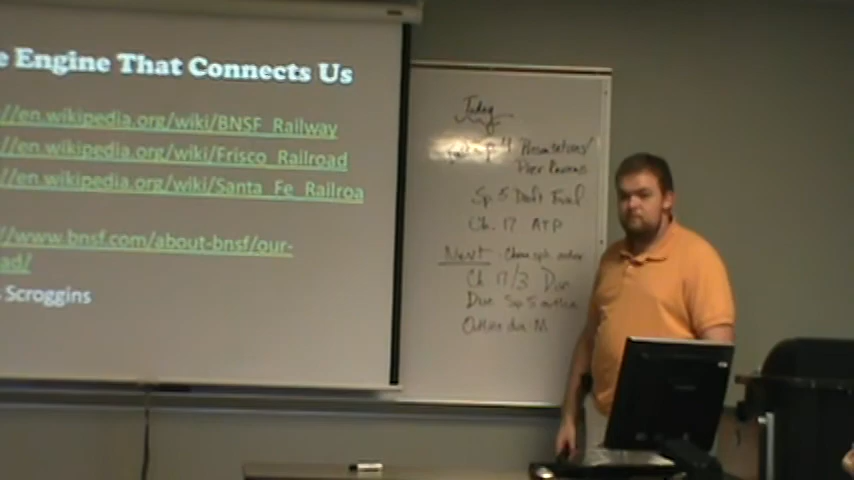 e Engine That Connects Us
//en.wikipedia.org/wiki/BNSF_Railway
//en.wikipedia.org/wiki/Frisco_Railroad
//en.wikipedia.org/wiki/Santa_Fe_Railroa
//www.bnsf.com/about-bnsf/our-
ad/
Scroggins
Today
Presentations/
Peer Reviews
Sp 5 Draft
Ch. 17 ATP
Next
Ch 17/3 Due
Due Sp 5 outline
Outline due M